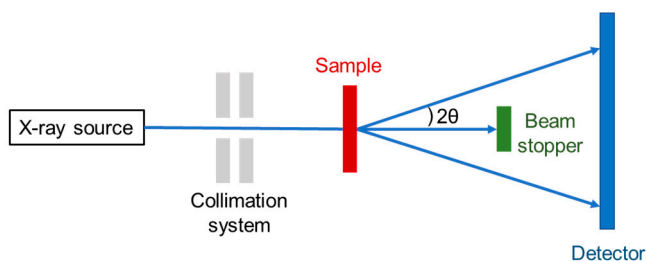 Sample
X-ray source
2θ
Beam
stopper
Collimation
system
Detector